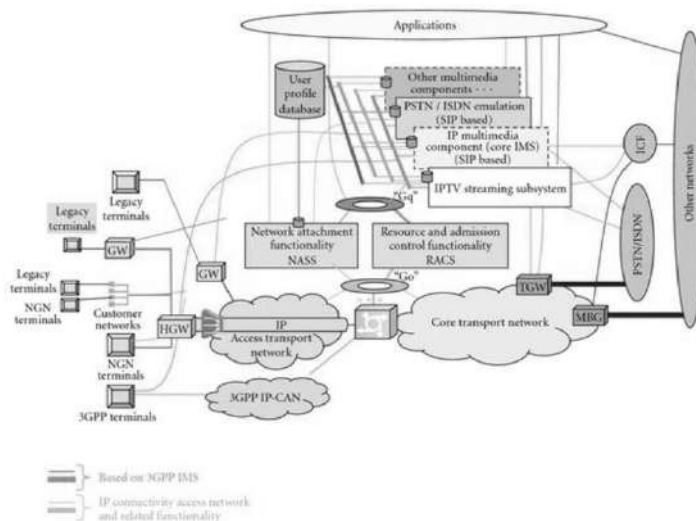 Applications
User
profile
database
Other multimedia
components · · ·
PSTN / ISDN emulation
(SIP based)
IP multimedia
component (core IMS)
(SIP based)
IPTV streaming subsystem
ICF
Other networks
PSTN/ISDN
Legacy
terminals
Legacy
terminals
GW
GW
"Gq"
Network attachment
functionality
NASS
Resource and admission
control functionality
RACS
"Go"
Legacy
terminals
NGN
terminals
Customer
networks
HGW
IP
Access transport
network
Core transport network
TGW
MBG
NGN
terminals
3GPP terminals
3GPP IP-CAN
Based on 3GPP IMS
IP connectivity access network
and related functionality